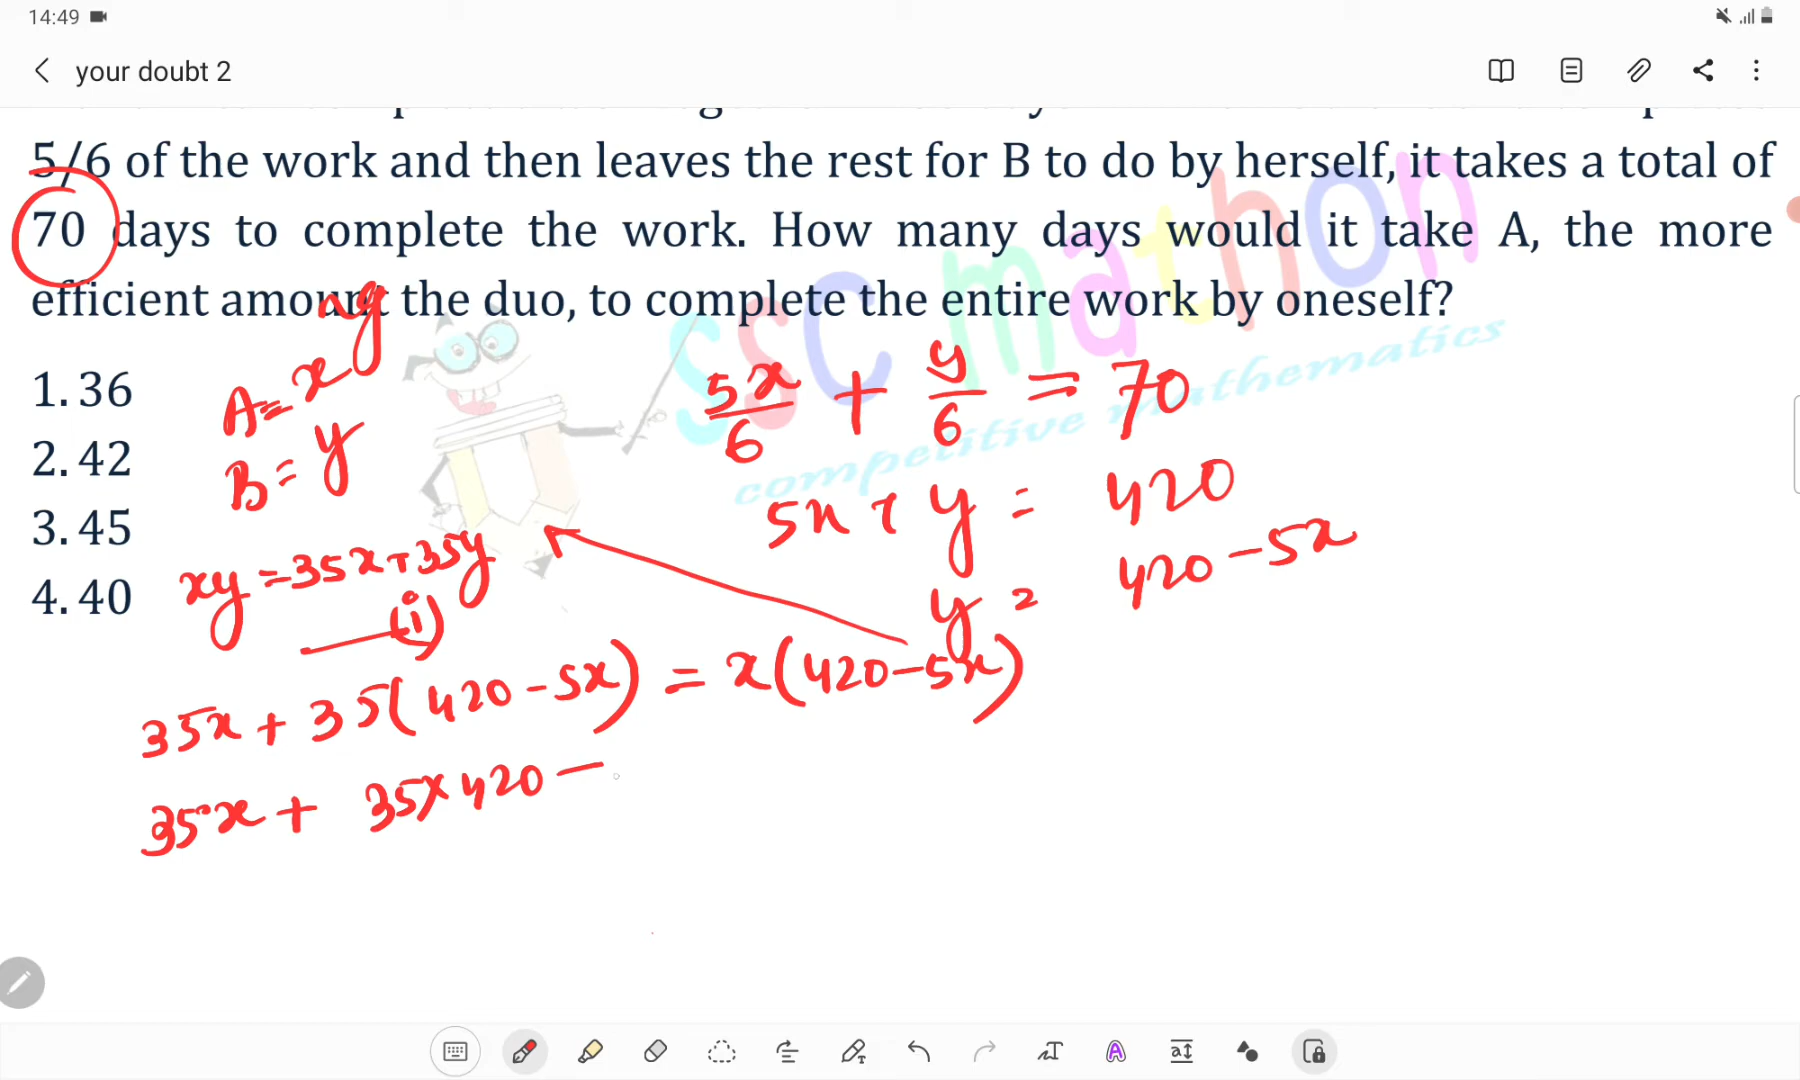 14:49
your doubt 2
5/6 of the work and then leaves the rest for B to do by herself, it takes a total of
70 days to complete the work. How many days would it take A, the more
efficient amount the duo, to complete the entire work by oneself?
1. 36
2. 42
3. 45
4. 40
ssc mathon
competitive mathematics
A = x
B = y
xy = 35x + 35y
(i)
5x/6 + y/6 = 70
5x + y = 420
y = 420 - 5x
35x + 35(420 - 5x) = x(420 - 5x)
35x + 35 x 420 -